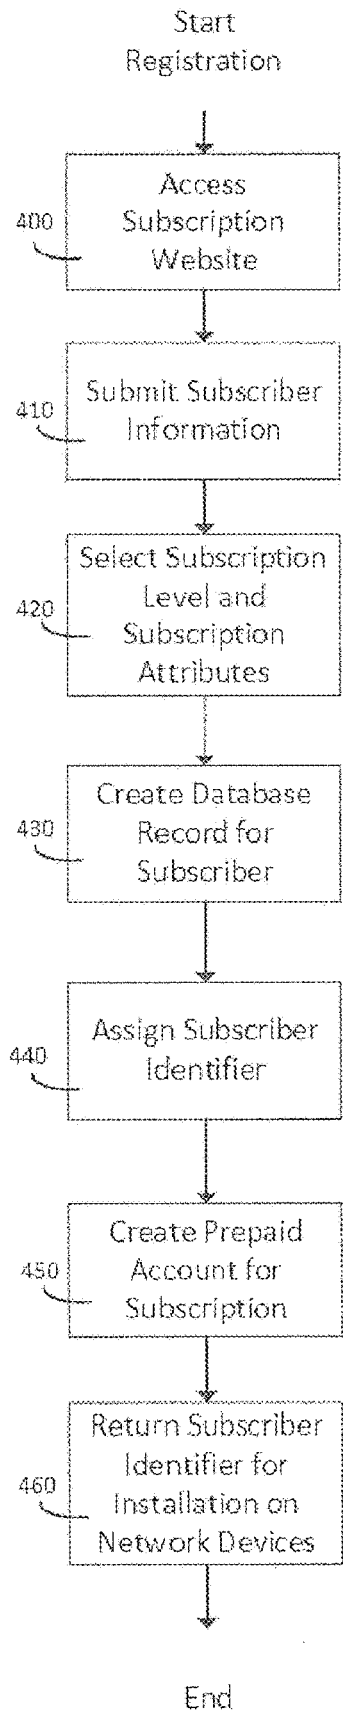 Start
Registration
400
Access
Subscription
Website
410
Submit Subscriber
Information
420
Select Subscription
Level and
Subscription
Attributes
430
Create Database
Record for
Subscriber
440
Assign Subscriber
Identifier
450
Create Prepaid
Account for
Subscription
460
Return Subscriber
Identifier for
Installation on
Network Devices
End